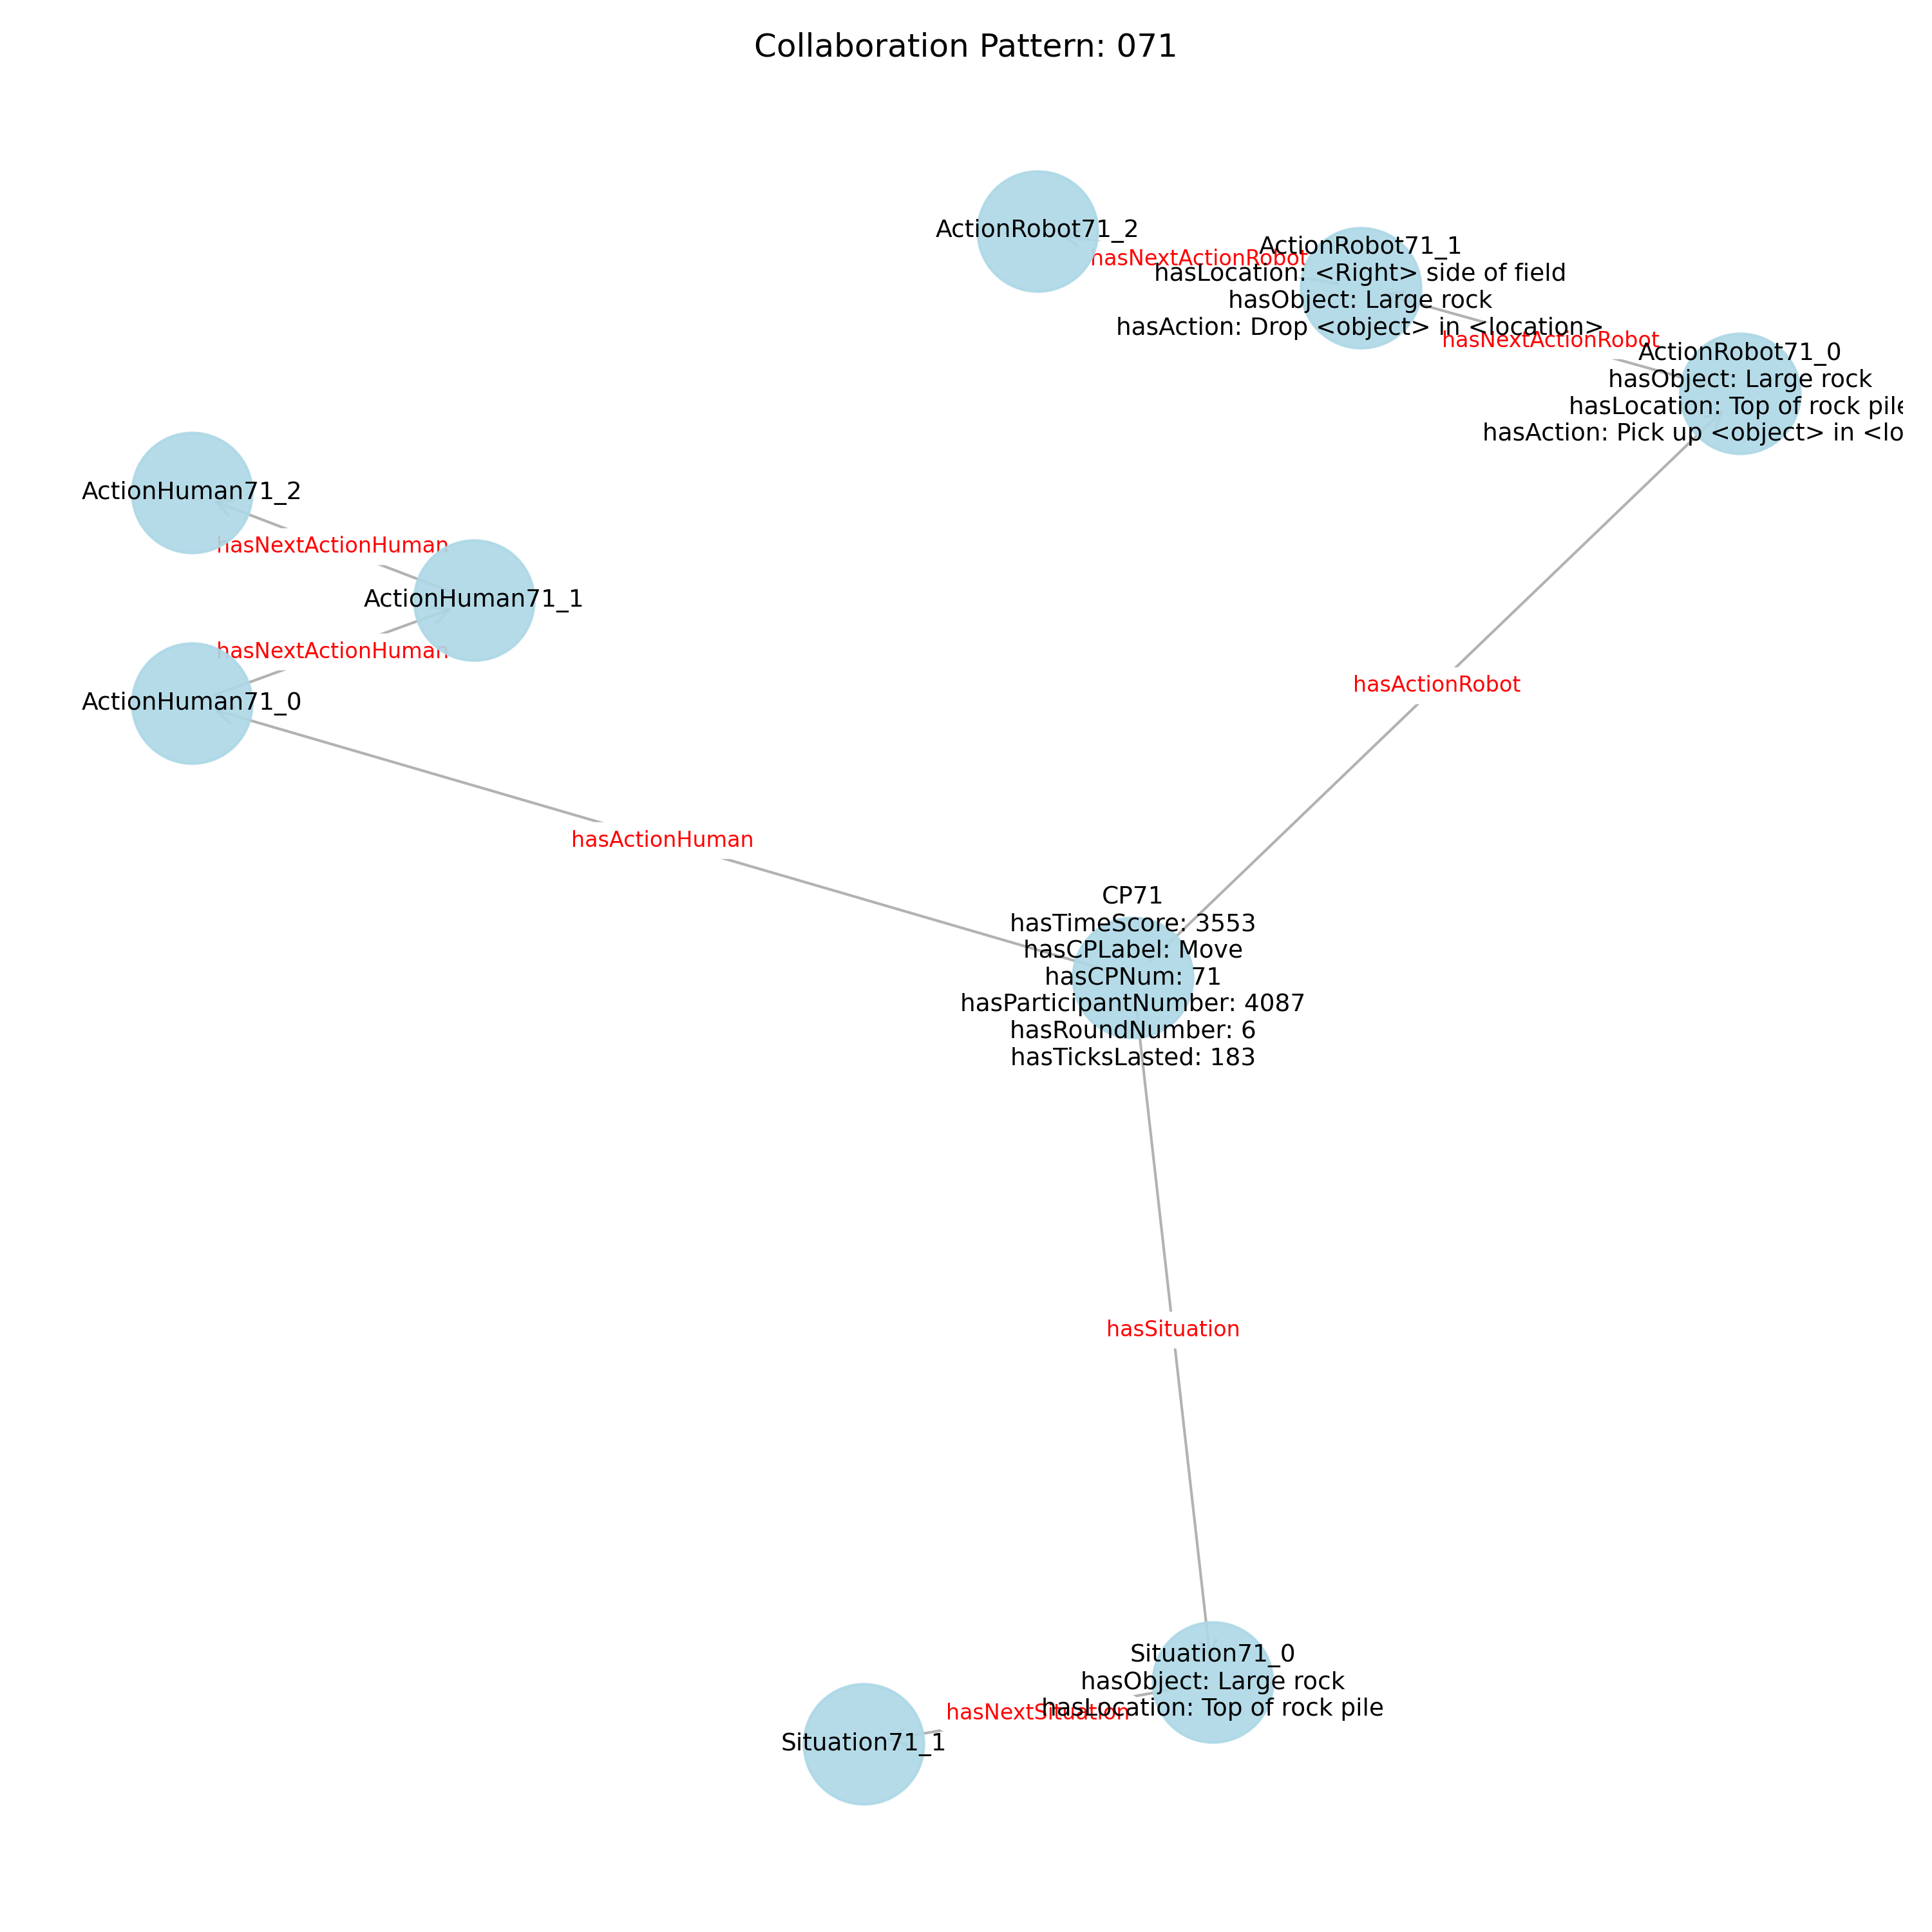 Collaboration Pattern: 071
ActionRobot71_2
hasNextActionRobot
ActionRobot71_1
hasLocation: <Right> side of field
hasObject: Large rock
hasAction: Drop <object> in <location>
hasNextActionRobot
ActionRobot71_0
hasObject: Large rock
hasLocation: Top of rock pile
hasAction: Pick up <object> in <lo
ActionHuman71_2
hasNextActionHuman
ActionHuman71_1
hasNextActionHuman
ActionHuman71_0
hasActionRobot
hasActionHuman
CP71
hasTimeScore: 3553
hasCPLabel: Move
hasCPNum: 71
hasParticipantNumber: 4087
hasRoundNumber: 6
hasTicksLasted: 183
hasSituation
Situation71_0
hasObject: Large rock
hasLocation: Top of rock pile
hasNextSituation
Situation71_1